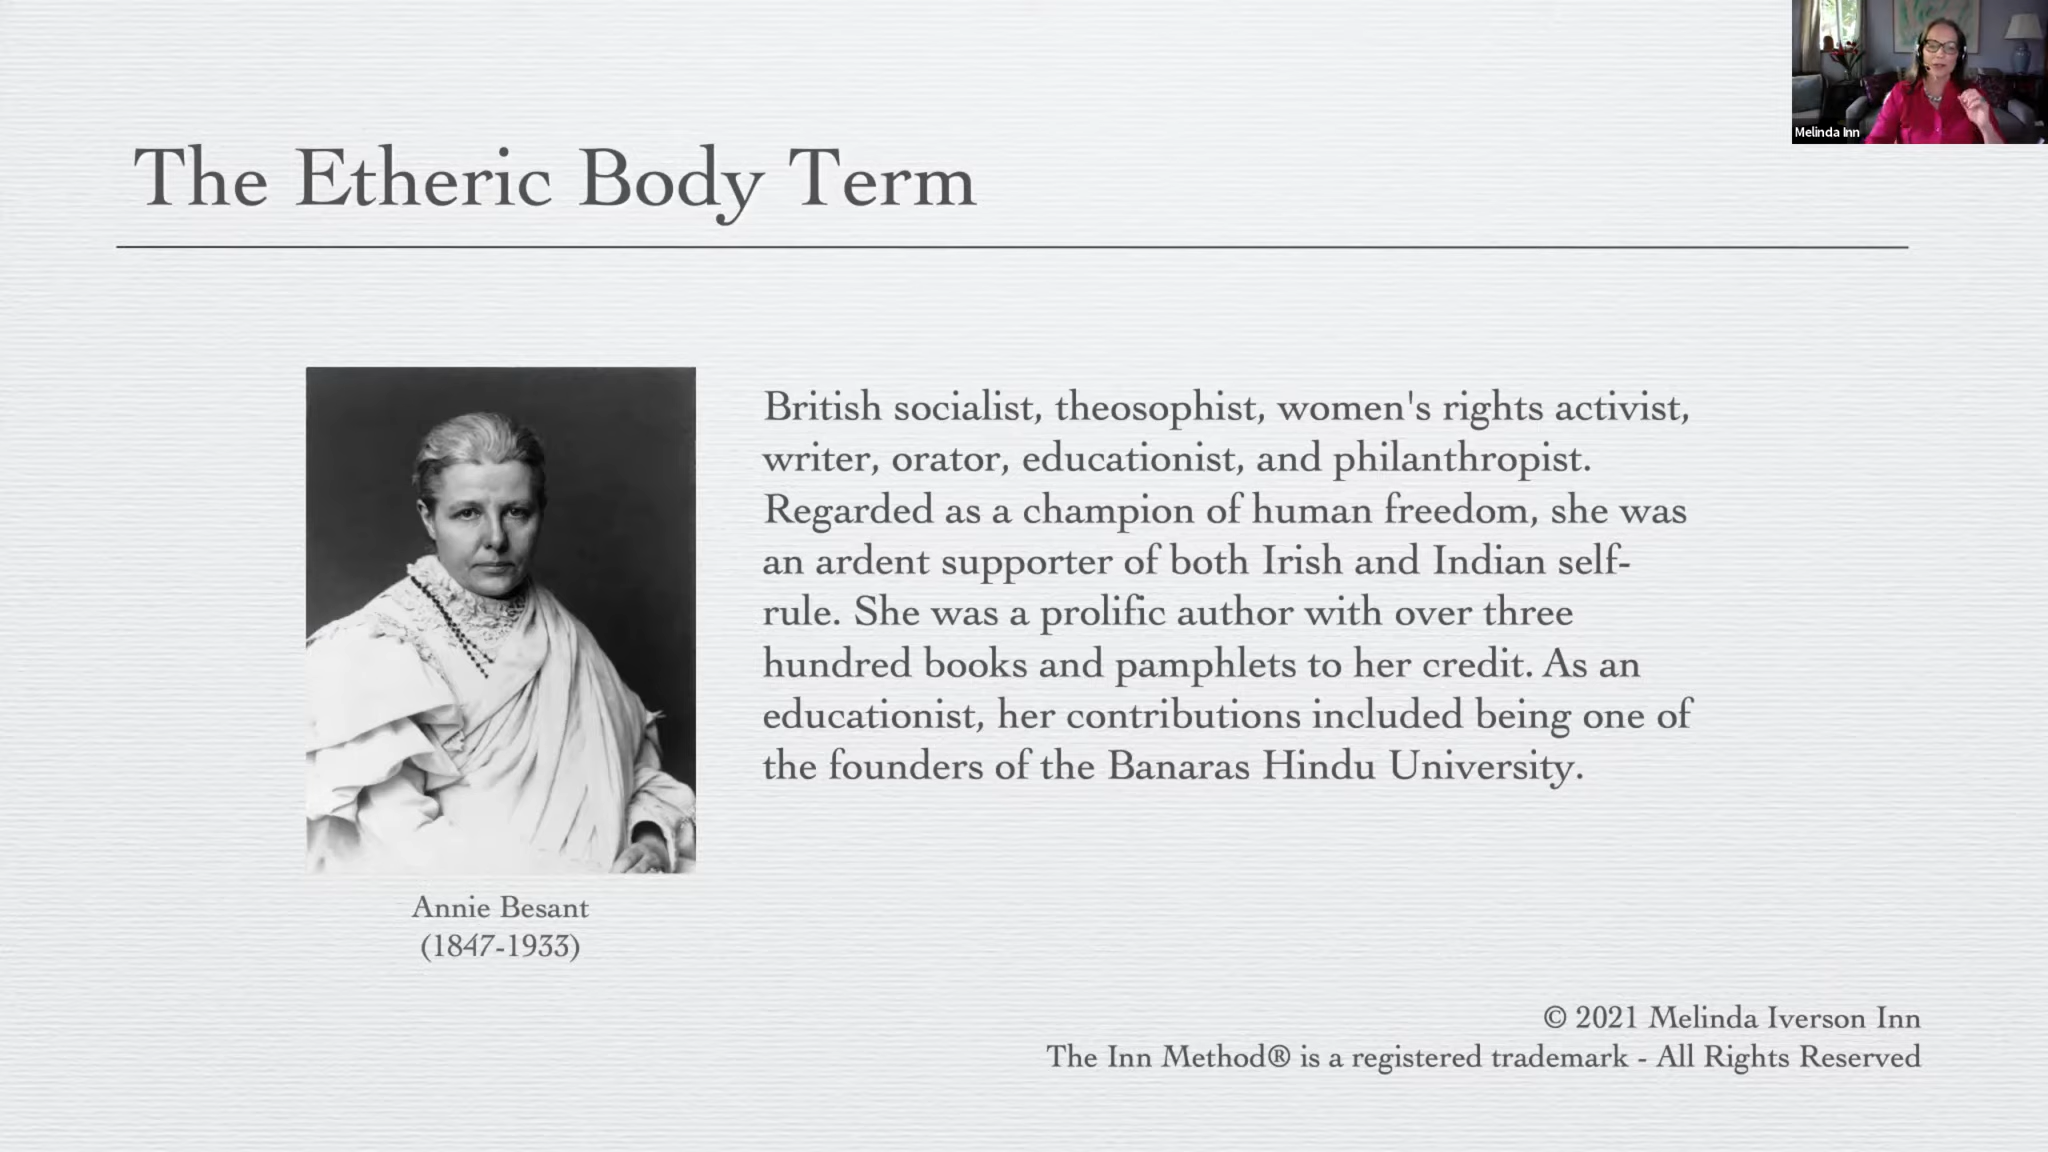 Melinda Inn
The Etheric Body Term
British socialist, theosophist, women's rights activist,
writer, orator, educationist, and philanthropist.
Regarded as a champion of human freedom, she was
an ardent supporter of both Irish and Indian self-
rule. She was a prolific author with over three
hundred books and pamphlets to her credit. As an
educationist, her contributions included being one of
the founders of the Banaras Hindu University.
Annie Besant
(1847-1933)
© 2021 Melinda Iverson Inn
The Inn Method® is a registered trademark - All Rights Reserved